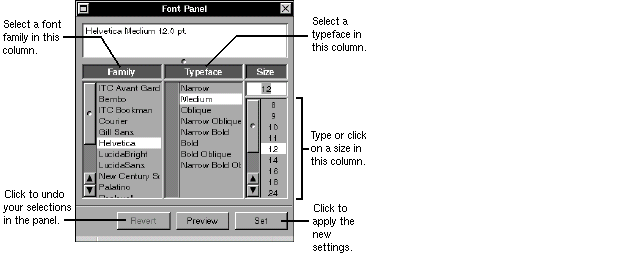 Font Panel
Select a font
family in this
column.
Select a
typeface in
this column.
Helvetica Medium 12.0 pt.
Family
Typeface
Size
ITC Avant Gard
Bembo
ITC Bookman
Courier
Gill Sans
Helvetica
LucidaBright
LucidaSans
New Century S
Palatino
Narrow
Medium
Oblique
Narrow Oblique
Narrow Bold
Bold
Bold Oblique
Narrow Bold Ob
12
8
9
10
11
12
14
16
18
24
Type or click
on a size in
this column.
Click to undo
your selections
in the panel.
Revert
Preview
Set
Click to
apply the
new
settings.